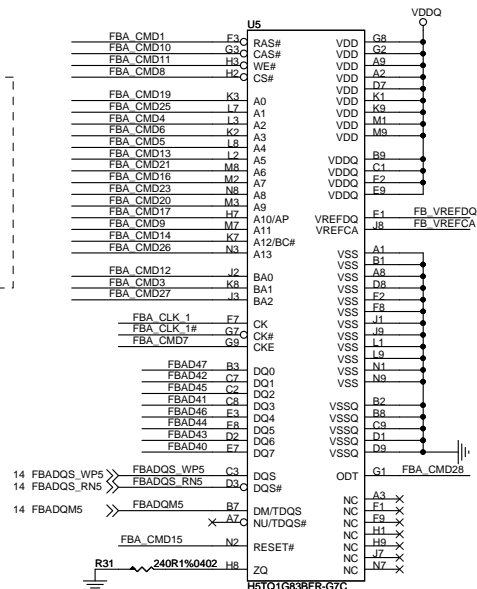 VDDQ
U5
FBA_CMD1 F3 RAS# VDD G8
FBA_CMD10 G3 CAS# VDD G2
FBA_CMD11 H3 WE# VDD A9
FBA_CMD8 H2 CS# VDD A2
VDD D7
FBA_CMD19 K3 A0 VDD K1
FBA_CMD25 L7 A1 VDD K9
FBA_CMD4 L3 A2 VDD M1
FBA_CMD6 K2 A3 VDD M9
FBA_CMD5 L8 A4
FBA_CMD13 L2 A5 VDDQ B9
FBA_CMD21 M8 A6 VDDQ C1
FBA_CMD16 M2 A7 VDDQ E2
FBA_CMD23 N8 A8 VDDQ E9
FBA_CMD20 M3 A9
FBA_CMD17 H7 A10/AP VREFDQ E1 FB_VREFDQ
FBA_CMD9 M7 A11 VREFCA J8 FB_VREFCA
FBA_CMD14 K7 A12/BC#
FBA_CMD26 N3 A13 VSS A1
VSS B1
VSS A8
FBA_CMD12 J2 BA0 VSS D8
FBA_CMD3 K8 BA1 VSS F2
FBA_CMD27 J3 BA2 VSS F8
FBA_CLK_1 F7 CK VSS J1
FBA_CLK_1# G7 CK# VSS J9
FBA_CMD7 G9 CKE VSS L1
VSS L9
FBAD47 B3 DQ0 VSS N1
FBAD42 C7 DQ1 VSS N9
FBAD45 C2 DQ2
FBAD41 C8 DQ3 VSSQ B2
FBAD46 E3 DQ4 VSSQ B8
FBAD44 E8 DQ5 VSSQ C9
FBAD43 D2 DQ6 VSSQ D1
FBAD40 E7 DQ7 VSSQ D9
14 FBADQS_WP5 FBADQS_WP5 C3 DQS ODT G1 FBA_CMD28
14 FBADQS_RN5 FBADQS_RN5 D3 DQS#
14 FBADQM5 FBADQM5 B7 DM/TDQS NC A3
A7 NU/TDQS# NC F1
NC F9
NC H1
FBA_CMD15 N2 RESET# NC H9
NC J7
R31 240R1%0402 H8 ZQ NC N7
H5TQ1G83BFR-G7C